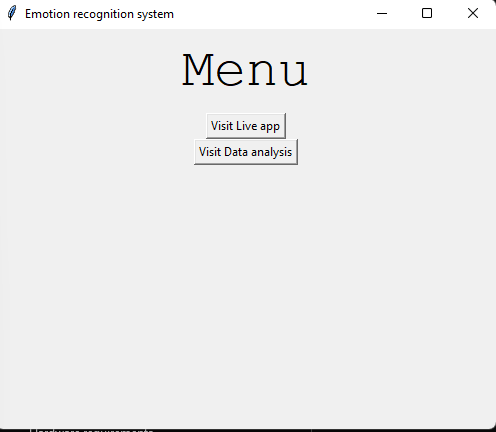 Emotion recognition system
Menu
Visit Live app
Visit Data analysis